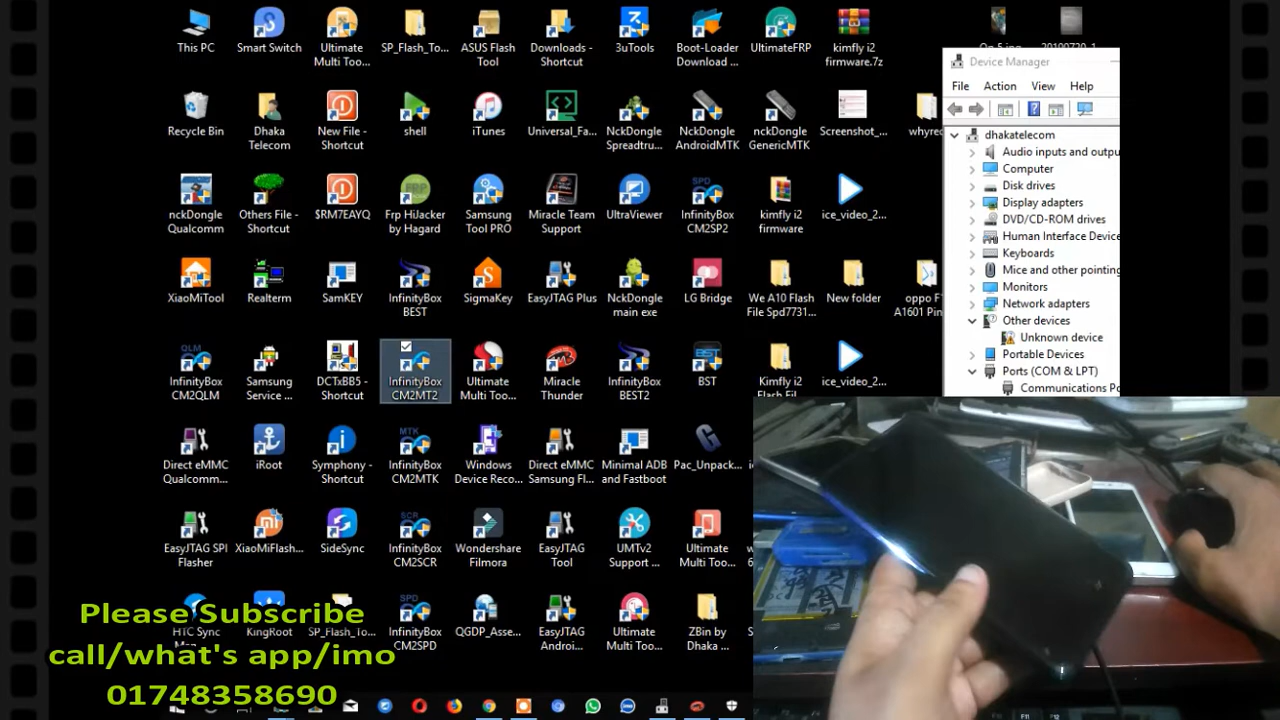 This PC
Smart Switch
Ultimate
Multi Too...
SP_Flash_To...
ASUS Flash
Tool
Downloads -
Shortcut
3uTools
Boot-Loader
Download ...
UltimateFRP
kimfly i2
firmware.7z
20190720_1
Recycle Bin
Dhaka
Telecom
New File -
Shortcut
shell
iTunes
Universal_Fa...
NckDongle
Spreadtru...
NckDongle
AndroidMTK
nckDongle
GenericMTK
Screenshot_...
whyred
nckDongle
Qualcomm
Others File -
Shortcut
$RM7EAYQ
Frp HiJacker
by Hagard
Samsung
Tool PRO
Miracle Team
Support
UltraViewer
InfinityBox
CM2SP2
kimfly i2
firmware
ice_video_2...
XiaoMiTool
Realterm
SamKEY
InfinityBox
BEST
SigmaKey
EasyJTAG Plus
NckDongle
main exe
LG Bridge
We A10 Flash
File Spd7731...
New folder
oppo F
A1601 Pin
InfinityBox
CM2QLM
Samsung
Service ...
DCTxBB5 -
Shortcut
InfinityBox
CM2MT2
Ultimate
Multi Too...
Miracle
Thunder
InfinityBox
BEST2
BST
Kimfly i2
Flash Fil
ice_video_2...
Direct eMMC
Qualcomm...
iRoot
Symphony -
Shortcut
InfinityBox
CM2MTK
Windows
Device Reco...
Direct eMMC
Samsung Fl...
Minimal ADB
and Fastboot
Pac_Unpack...
EasyJTAG SPI
Flasher
XiaoMiFlash...
SideSync
InfinityBox
CM2SCR
Wondershare
Filmora
EasyJTAG
Tool
UMTv2
Support ...
Ultimate
Multi Too...
HTC Sync
KingRoot
SP_Flash_To...
InfinityBox
CM2SPD
QGDP_Asse...
EasyJTAG
Androi...
Ultimate
Multi Too...
ZBin by
Dhaka ...
Device Manager
File Action View Help
dhakatelecom
Audio inputs and outpu
Computer
Disk drives
Display adapters
DVD/CD-ROM drives
Human Interface Device
Keyboards
Mice and other pointing
Monitors
Network adapters
Other devices
Unknown device
Portable Devices
Ports (COM & LPT)
Communications Po
Please Subscribe
call/what's app/imo
01748358690